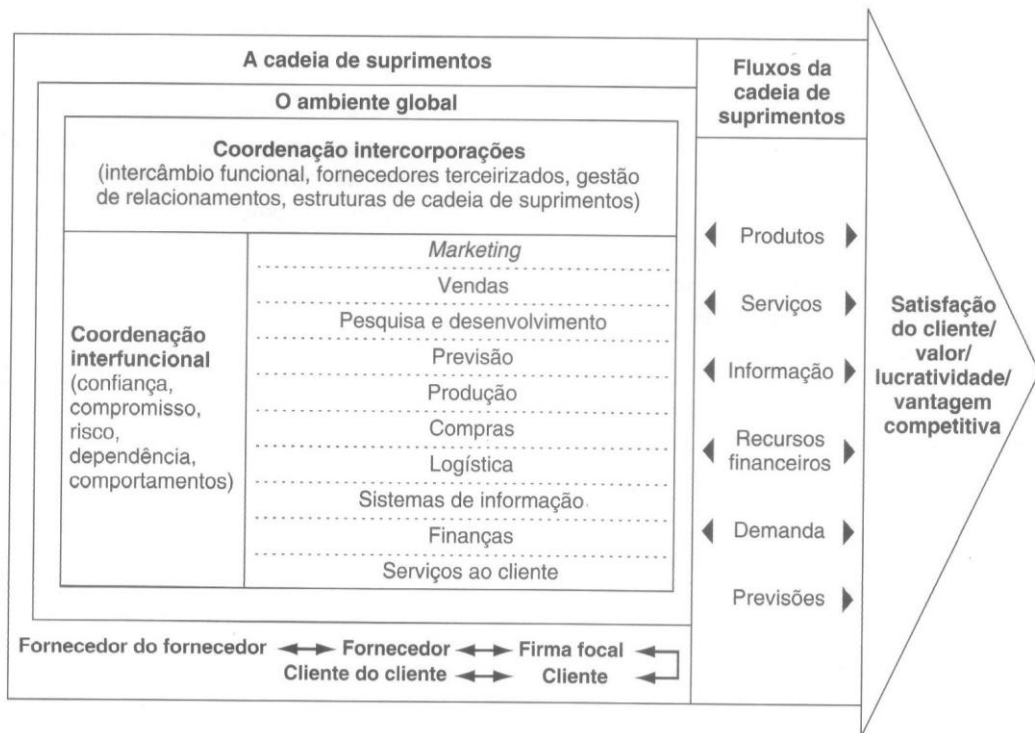 A cadeia de suprimentos
O ambiente global
Coordenação intercorporações
(intercâmbio funcional, fornecedores terceirizados, gestão
de relacionamentos, estruturas de cadeia de suprimentos)
Coordenação
interfuncional
(confiança,
compromisso,
risco,
dependência,
comportamentos)
Marketing
Vendas
Pesquisa e desenvolvimento
Previsão
Produção
Compras
Logística
Sistemas de informação
Finanças
Serviços ao cliente
Fornecedor do fornecedor Fornecedor Firma focal
Cliente do cliente Cliente
Fluxos da
cadeia de
suprimentos
Produtos
Serviços
Informação
Recursos
financeiros
Demanda
Previsões
Satisfação
do cliente/
valor/
lucratividade/
vantagem
competitiva